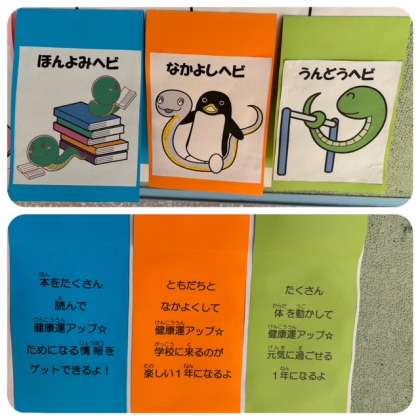 ほんよみヘビ
なかよしヘビ
うんどうヘビ
本をたくさん
読んで
健康運アップ☆
ためになる情報を
ゲットできるよ！
ともだちと
なかよくして
健康運アップ☆
学校に来るのが
楽しい１年になるよ
たくさん
体を動かして
健康運アップ☆
元気に過ごせる
１年になるよ